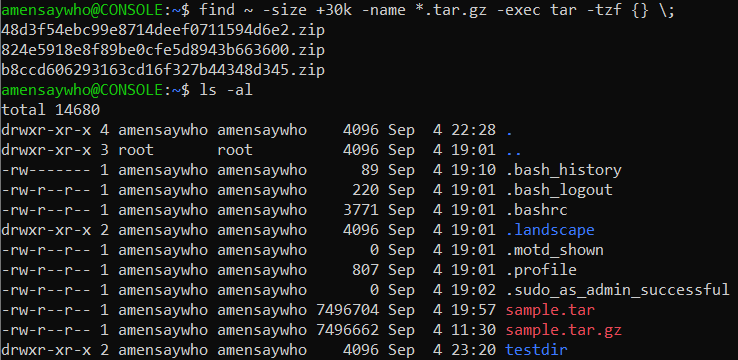 amensaywho@CONSOLE:~$ find ~ -size +30k -name *.tar.gz -exec tar -tzf {} \;
48d3f54ebc99e8714deef0711594d6e2.zip
824e5918e8f89be0cfe5d8943b663600.zip
b8ccd606293163cd16f327b44348d345.zip
amensaywho@CONSOLE:~$ ls -al
total 14680
drwxr-xr-x 4 amensaywho amensaywho    4096 Sep  4 22:28 .
drwxr-xr-x 3 root       root          4096 Sep  4 19:01 ..
-rw------- 1 amensaywho amensaywho      89 Sep  4 19:10 .bash_history
-rw-r--r-- 1 amensaywho amensaywho     220 Sep  4 19:01 .bash_logout
-rw-r--r-- 1 amensaywho amensaywho    3771 Sep  4 19:01 .bashrc
drwxr-xr-x 2 amensaywho amensaywho    4096 Sep  4 19:01 .landscape
-rw-r--r-- 1 amensaywho amensaywho       0 Sep  4 19:01 .motd_shown
-rw-r--r-- 1 amensaywho amensaywho     807 Sep  4 19:01 .profile
-rw-r--r-- 1 amensaywho amensaywho       0 Sep  4 19:02 .sudo_as_admin_successful
-rw-r--r-- 1 amensaywho amensaywho 7496704 Sep  4 19:57 sample.tar
-rw-r--r-- 1 amensaywho amensaywho 7496662 Sep  4 11:30 sample.tar.gz
drwxr-xr-x 2 amensaywho amensaywho    4096 Sep  4 23:20 testdir